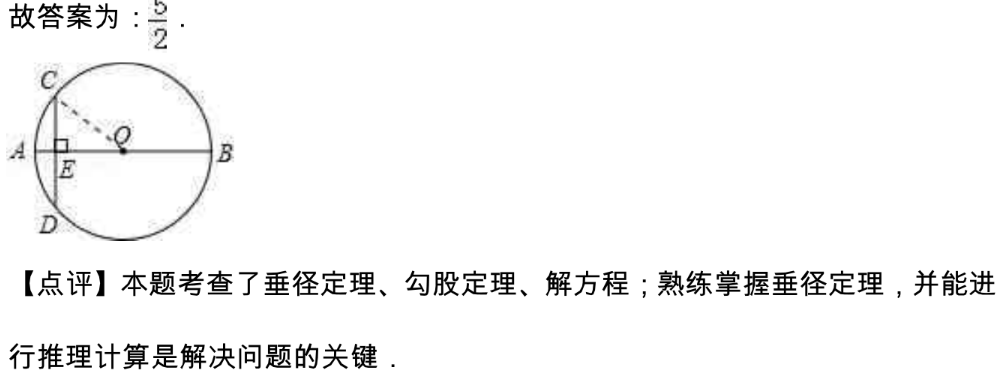 故答案为：5/2．
C
A E O B
D
【点评】本题考查了垂径定理、勾股定理、解方程；熟练掌握垂径定理，并能进
行推理计算是解决问题的关键．